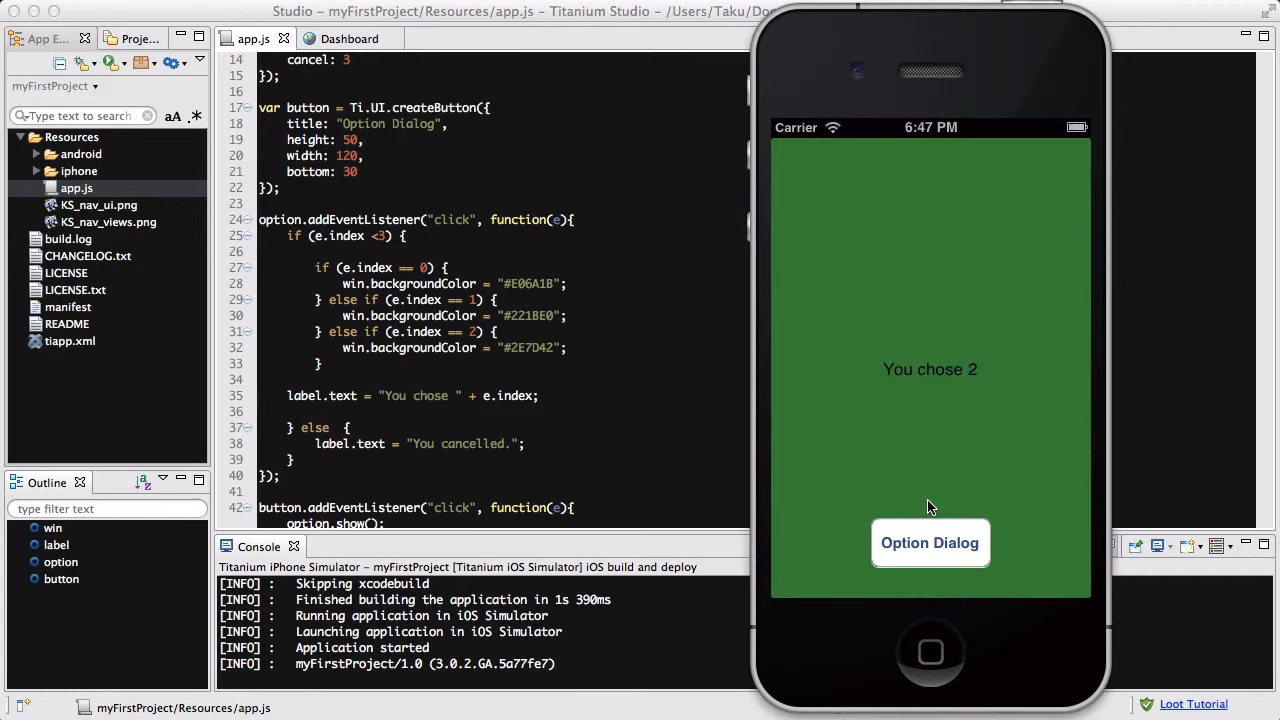 Studio - myFirstProject/Resources/app.js - Titanium Studio - /Users/Taku/Doc
App E
Proje
myFirstProject
Type text to search
aA .*
Resources
android
iphone
app.js
KS_nav_ui.png
KS_nav_views.png
build.log
CHANGELOG.txt
LICENSE
LICENSE.txt
manifest
README
tiapp.xml
Outline
type filter text
win
label
option
button
app.js
Dashboard
14 cancel: 3
15 });
16
17 var button = Ti.UI.createButton({
18 title: "Option Dialog",
19 height: 50,
20 width: 120,
21 bottom: 30
22 });
23
24 option.addEventListener("click", function(e){
25 if (e.index <3) {
26
27 if (e.index == 0) {
28 win.backgroundColor = "#E06A1B";
29 } else if (e.index == 1) {
30 win.backgroundColor = "#221BE0";
31 } else if (e.index == 2) {
32 win.backgroundColor = "#2E7D42";
33 }
34
35 label.text = "You chose " + e.index;
36
37 } else {
38 label.text = "You cancelled.";
39 }
40 });
41
42 button.addEventListener("click", function(e){
option.show();
Console
Titanium iPhone Simulator - myFirstProject [Titanium iOS Simulator] iOS build and deploy
[INFO] : Skipping xcodebuild
[INFO] : Finished building the application in 1s 390ms
[INFO] : Running application in iOS Simulator
[INFO] : Launching application in iOS Simulator
[INFO] : Application started
[INFO] : myFirstProject/1.0 (3.0.2.GA.5a77fe7)
Carrier 6:47 PM
You chose 2
Option Dialog
myFirstProject/Resources/app.js
Loot Tutorial